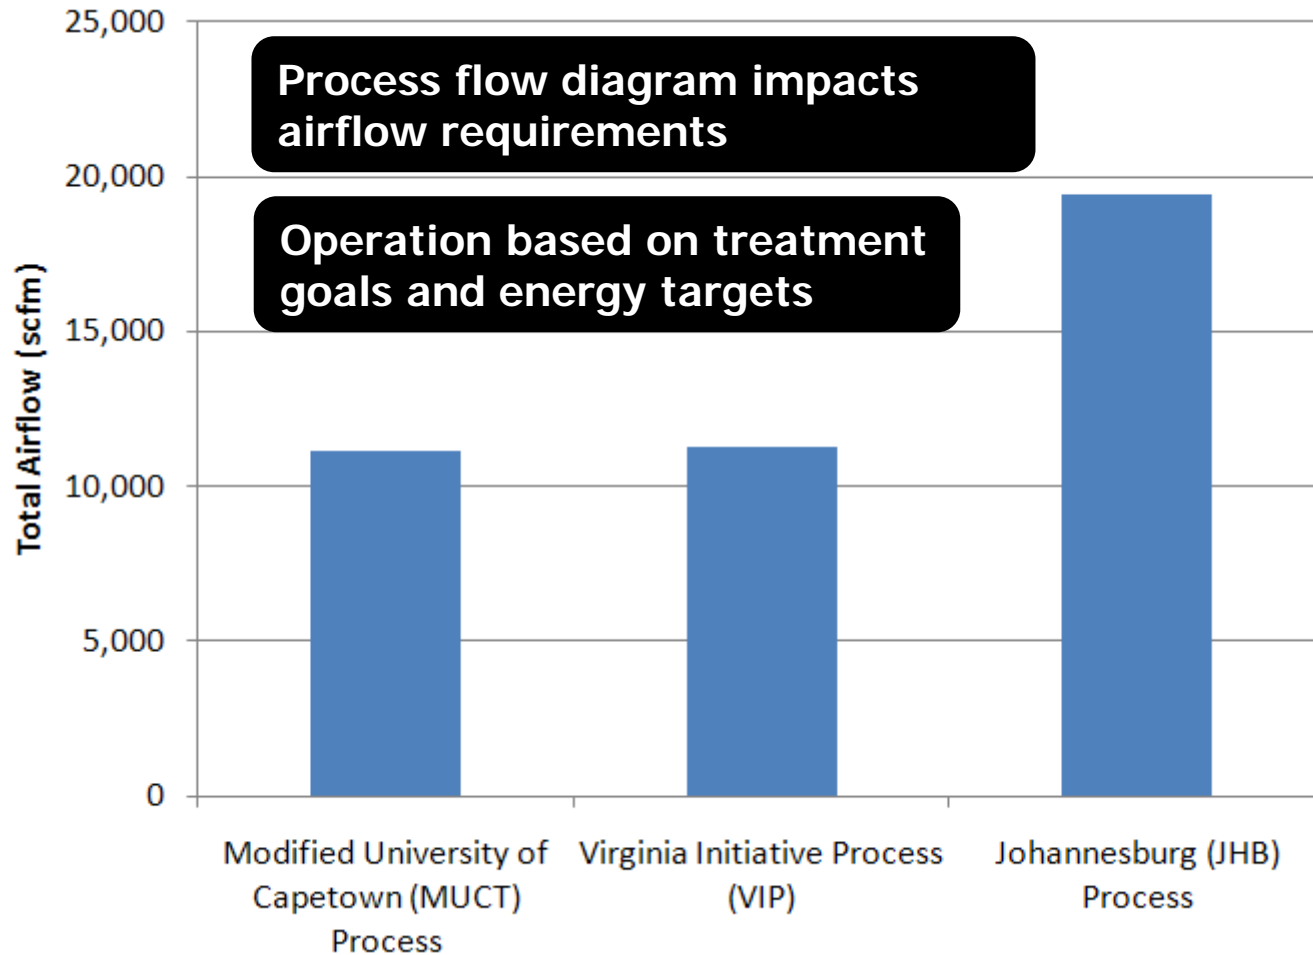 Process flow diagram impacts
airflow requirements
Operation based on treatment
goals and energy targets
Total Airflow (scfm)
25,000
20,000
15,000
10,000
5,000
0
Modified University of
Capetown (MUCT)
Process
Virginia Initiative Process
(VIP)
Johannesburg (JHB)
Process